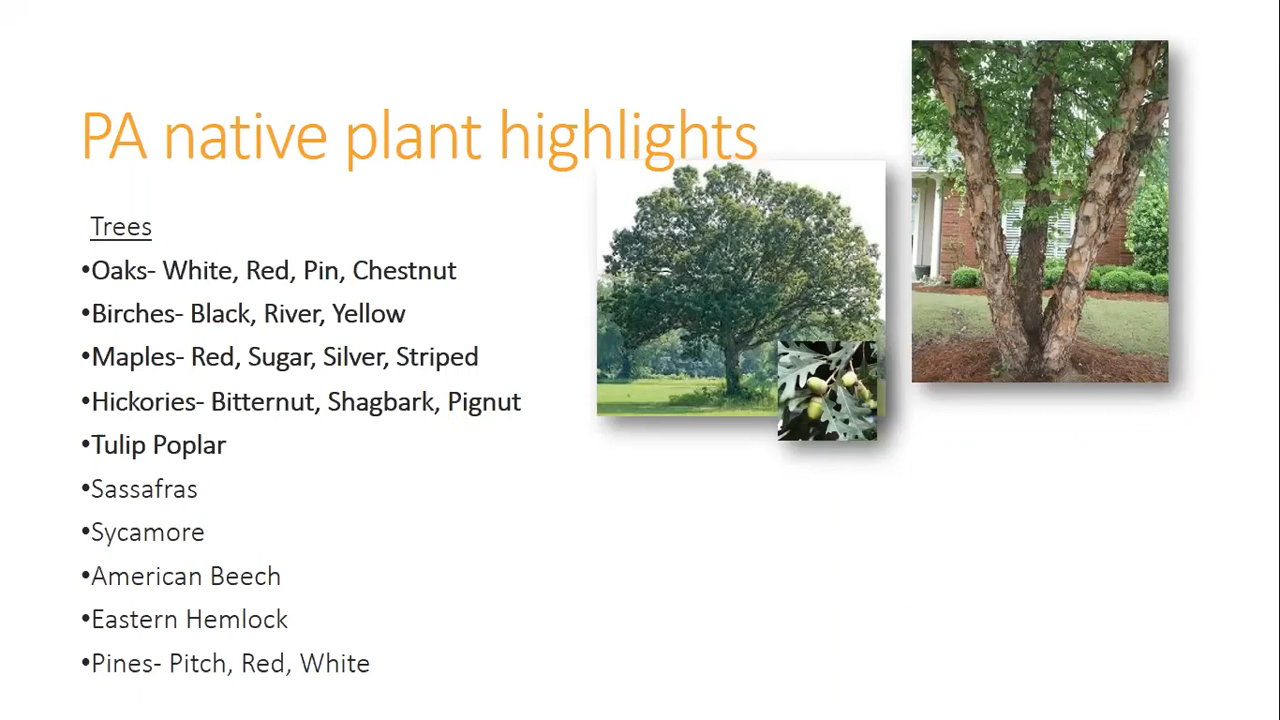 PA native plant highlights
Trees
•Oaks- White, Red, Pin, Chestnut
•Birches- Black, River, Yellow
•Maples- Red, Sugar, Silver, Striped
•Hickories- Bitternut, Shagbark, Pignut
•Tulip Poplar
•Sassafras
•Sycamore
•American Beech
•Eastern Hemlock
•Pines- Pitch, Red, White